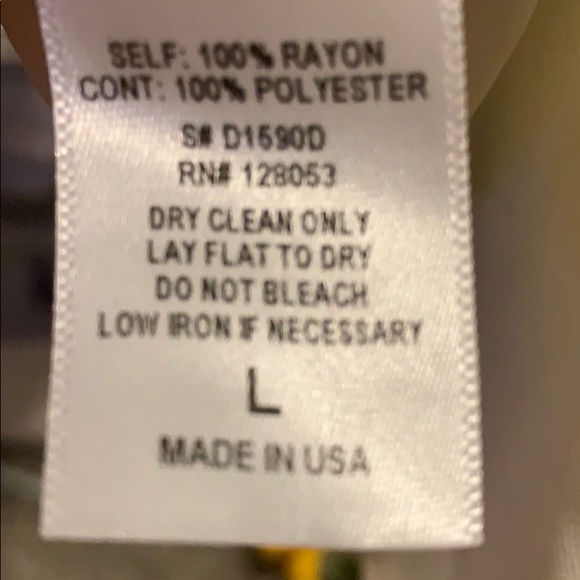 SELF: 100% RAYON
CONT: 100% POLYESTER
S# D1590D
RN# 128053
DRY CLEAN ONLY
LAY FLAT TO DRY
DO NOT BLEACH
LOW IRON IF NECESSARY
L
MADE IN USA